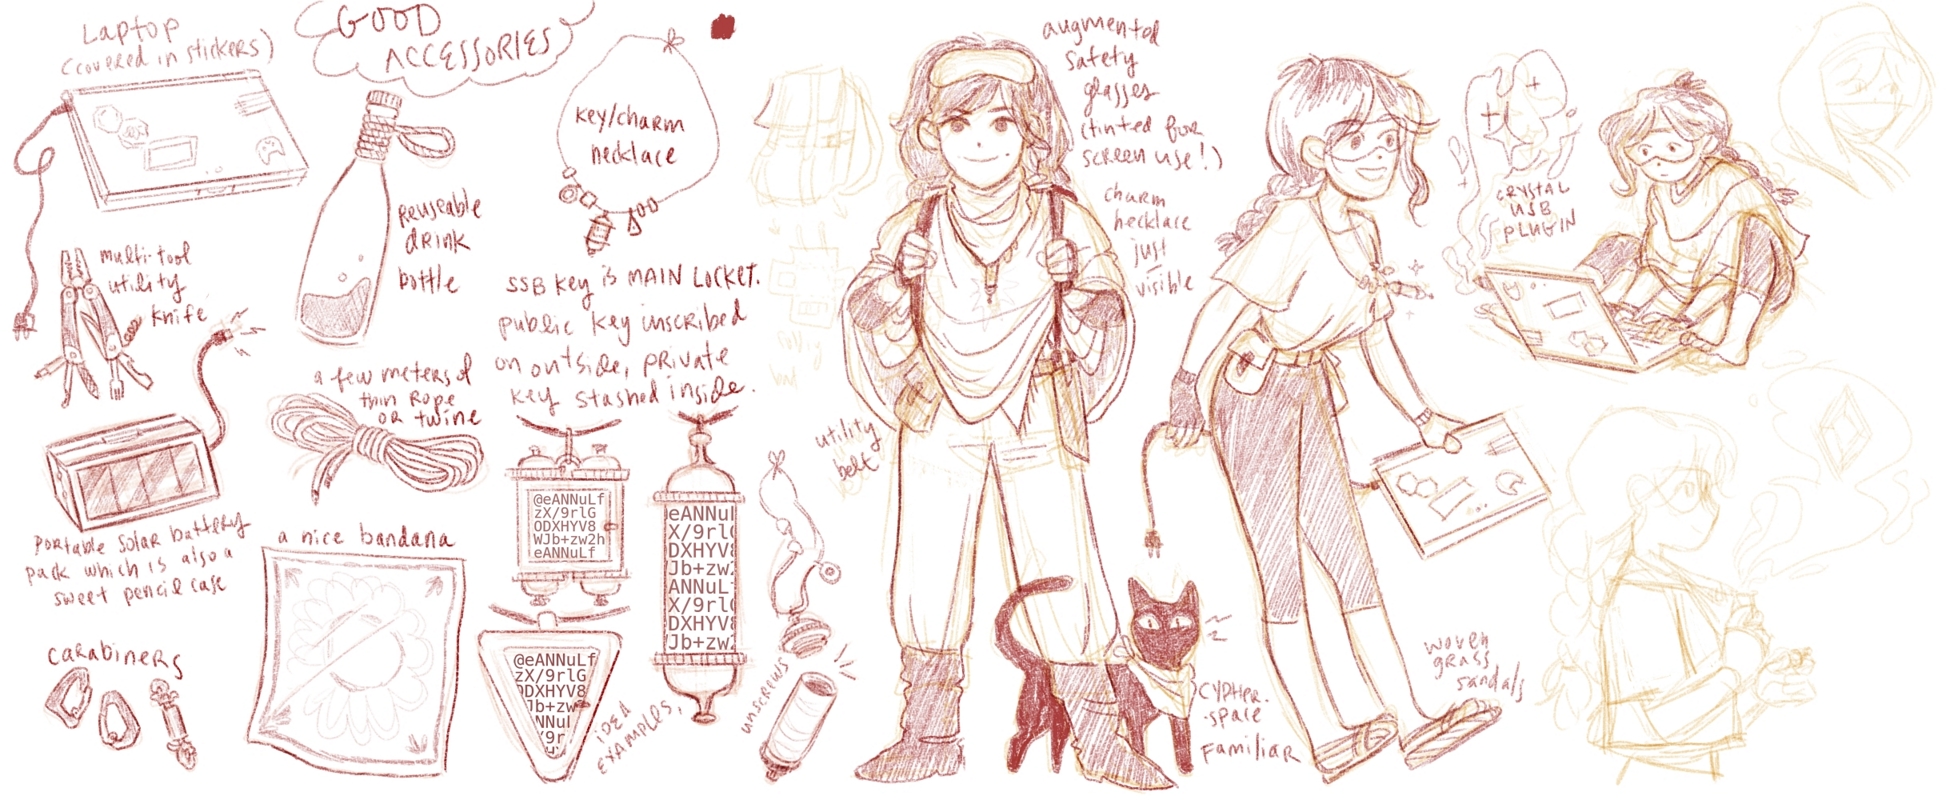 Laptop
(covered in stickers)
GOOD
ACCESSORIES
key/charm
necklace
augmented
safety
glasses
(tinted for
screen use!)
charm
necklace
just
visible
CRYSTAL
USB
PLUGIN
multi-tool
utility
knife
reuseable
drink
bottle
SSB key is MAIN LOCKET.
public key inscribed
on outside, private
key stashed inside.
a few meters of
thin rope
or twine
utility
belt
portable solar battery
pack which is also a
sweet pencil case
a nice bandana
@eANNuLf
zX/9rlG
ODXHYV8
WJb+zw2h
eANNuLf
eANNuL
X/9rlG
DXHYV8
Jb+zw2
ANNuL
X/9rlG
DXHYV8
Jb+zw2
@eANNuLf
zX/9rlG
DXHYV8
Jb+zw
NNuL
/9r
idea
examples,
unscrews
carabiners
cypher-
-space
familiar
woven
grass
sandals